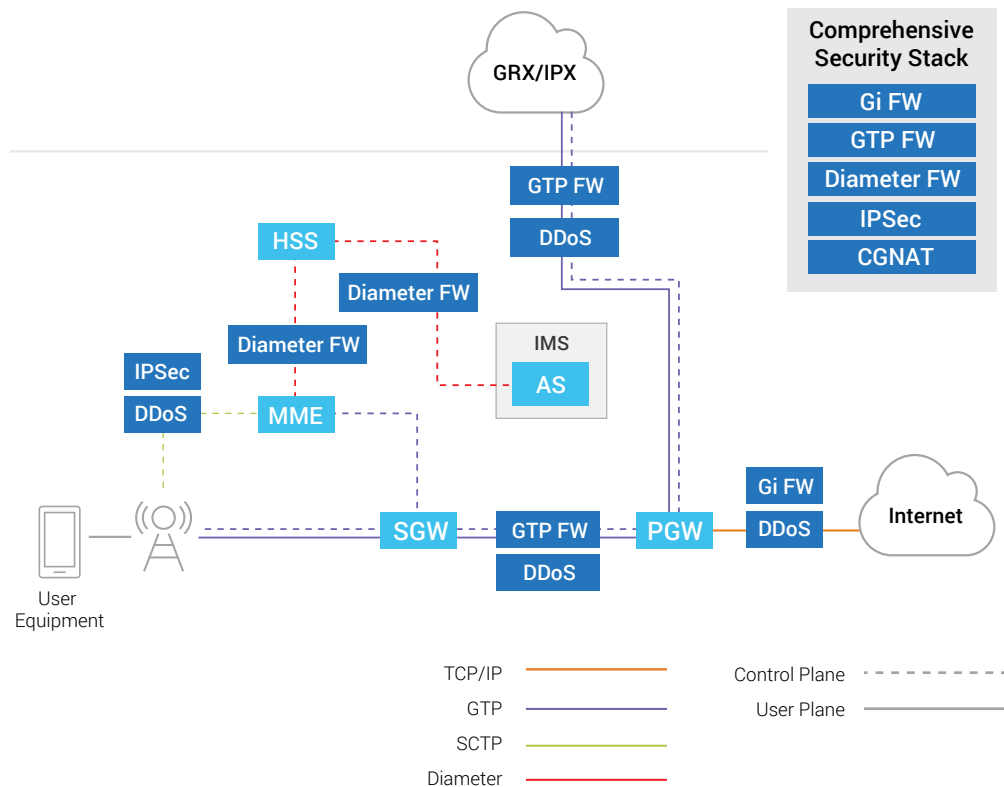 GRX/IPX
Comprehensive
Security Stack
Gi FW
GTP FW
Diameter FW
IPSec
CGNAT
GTP FW
DDoS
HSS
Diameter FW
Diameter FW
IMS
AS
IPSec
DDoS
MME
Gi FW
DDoS
Internet
SGW
GTP FW
DDoS
PGW
User
Equipment
TCP/IP
GTP
SCTP
Diameter
Control Plane
User Plane